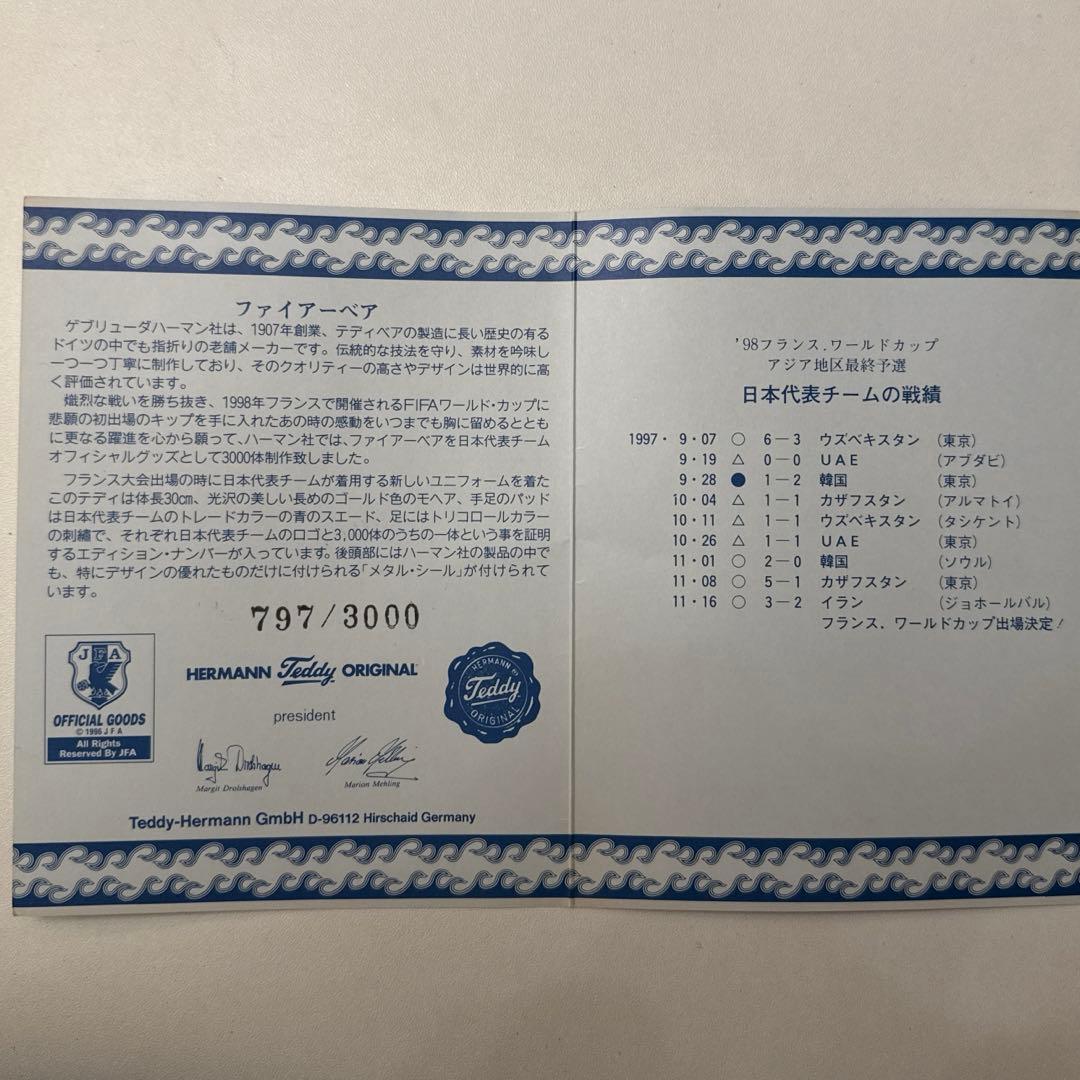 ファイアーベア
ゲブリューダハーマン社は、1907年創業、テディベアの製造に長い歴史の有る
ドイツの中でも指折りの老舗メーカーです。伝統的な技法を守り、素材を吟味し
一つ一つ丁寧に制作しており、そのクオリティーの高さやデザインは世界的に高
く評価されています。
熾烈な戦いを勝ち抜き、1998年フランスで開催されるFIFAワールド・カップに
悲願の初出場のキップを手に入れたあの時の感動をいつまでも胸に留めるととも
に更なる躍進を心から願って、ハーマン社では、ファイアーベアを日本代表チーム
オフィシャルグッズとして3000体制作致しました。
フランス大会出場の時に日本代表チームが着用する新しいユニフォームを着た
このテディは体長30cm、光沢の美しい長めのゴールド色のモヘア、手足のパッド
は日本代表チームのトレードカラーの青のスエード、足にはトリコロールカラー
の刺繍で、それぞれ日本代表チームのロゴと3,000体のうちの一体という事を証明
するエディション・ナンバーが入っています。後頭部にはハーマン社の製品の中で
も、特にデザインの優れたものだけに付けられる「メタル・シール」が付けられて
います。
797/3000
JFA
OFFICIAL GOODS
© 1996 J F A
All Rights
Reserved By JFA
HERMANN Teddy ORIGINAL
president
Margit Drolshagen
Marion Mehling
HERMANN ®
Teddy
ORIGINAL
Teddy-Hermann GmbH D-96112 Hirschaid Germany
'98フランス.ワールドカップ
アジア地区最終予選
日本代表チームの戦績
1997・ 9・07 ○ 6－3 ウズベキスタン (東京)
9・19 △ 0－0 UAE (アブダビ)
9・28 ● 1－2 韓国 (東京)
10・04 △ 1－1 カザフスタン (アルマトイ)
10・11 △ 1－1 ウズベキスタン (タシケント)
10・26 △ 1－1 UAE (東京)
11・01 ○ 2－0 韓国 (ソウル)
11・08 ○ 5－1 カザフスタン (東京)
11・16 ○ 3－2 イラン (ジョホールバル)
フランス．ワールドカップ出場決定!